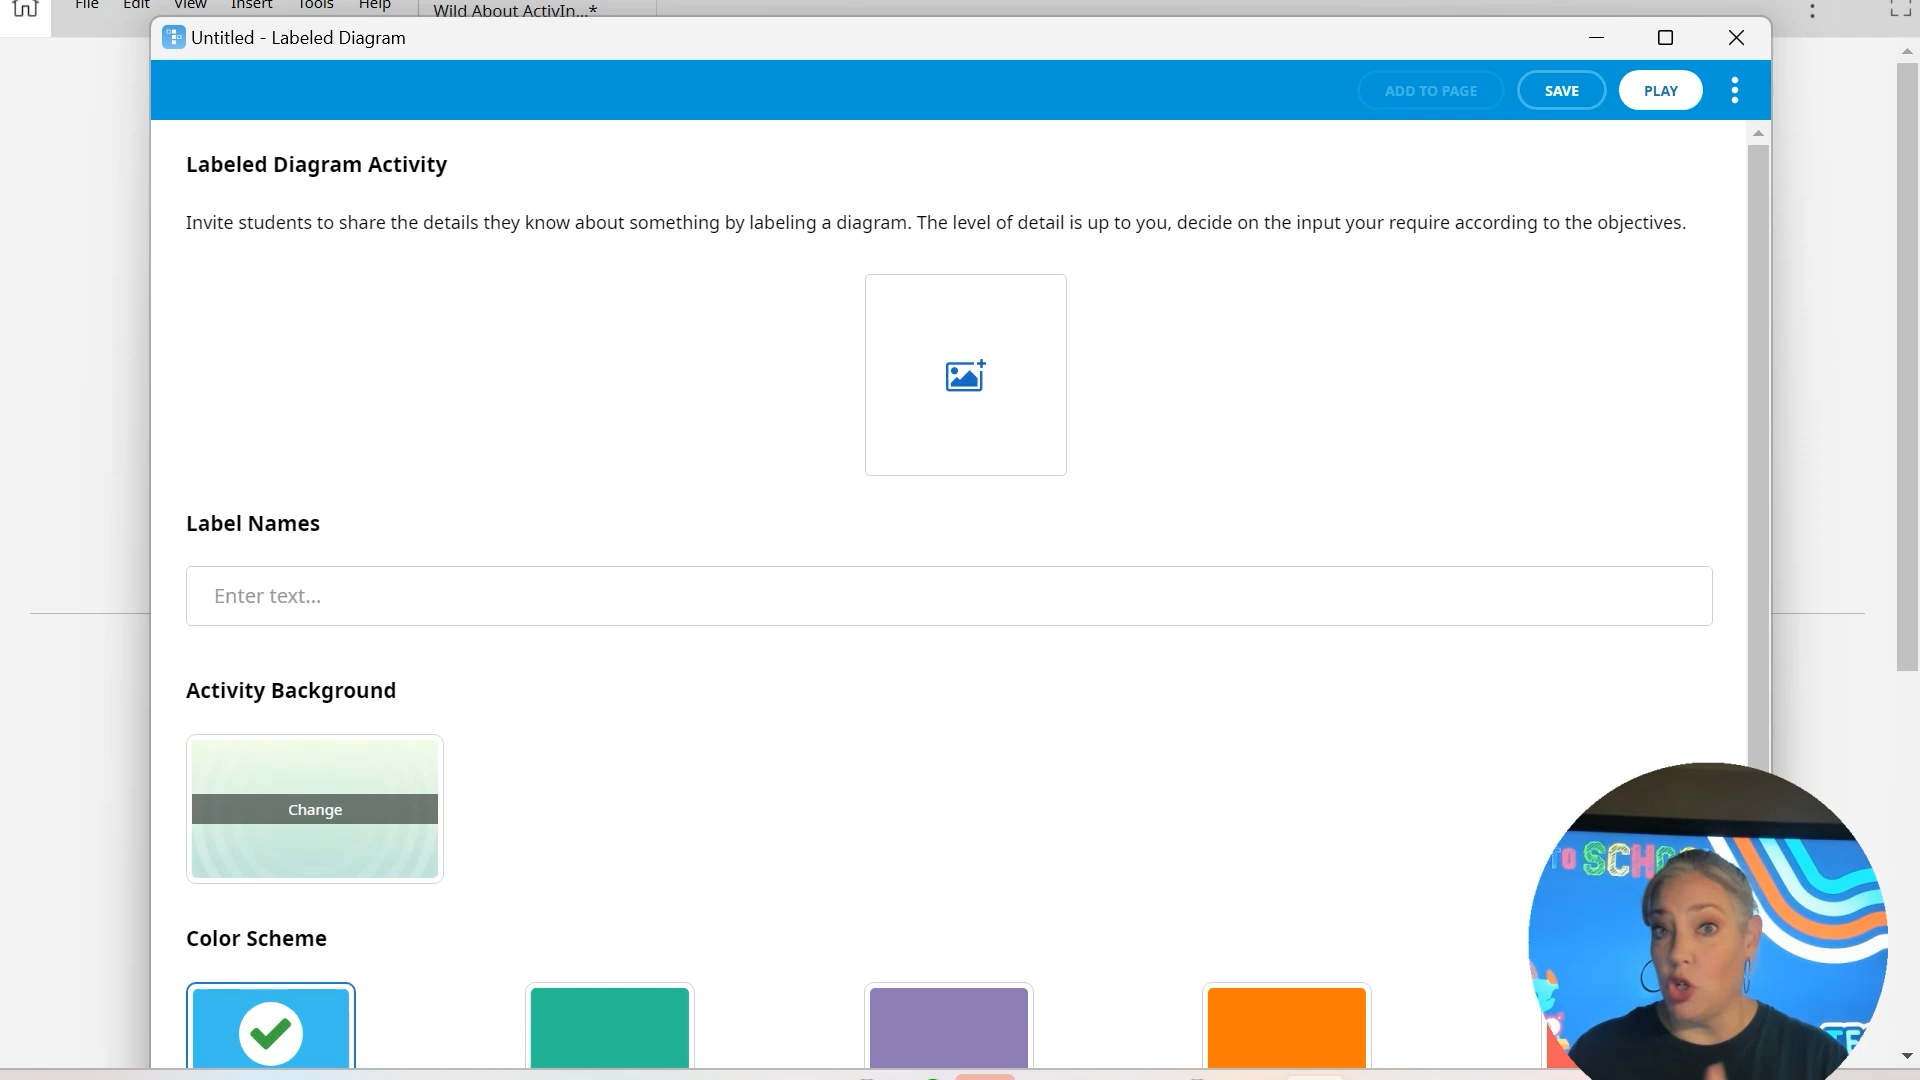 File Edit View Insert Tools Help
Wild About ActivIn...*
Untitled - Labeled Diagram
ADD TO PAGE SAVE PLAY
Labeled Diagram Activity
Invite students to share the details they know about something by labeling a diagram. The level of detail is up to you, decide on the input your require according to the objectives.
Label Names
Enter text...
Activity Background
Change
Color Scheme
TO SCHO
TE